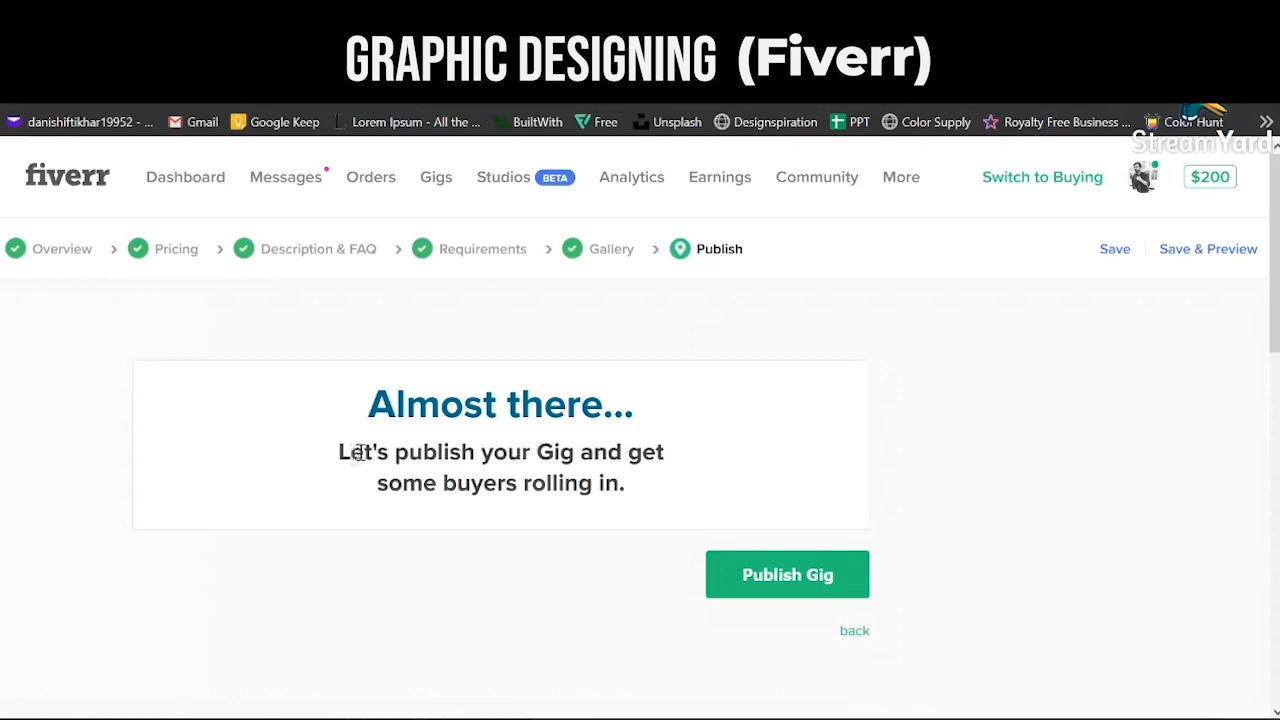 GRAPHIC DESIGNING (Fiverr)
danishiftikhar19952 - ... Gmail Google Keep Lorem Ipsum - All the ... BuiltWith Free Unsplash Designspiration PPT Color Supply Royalty Free Business ... Color Hunt »
StreamYard
fiverr Dashboard Messages Orders Gigs Studios BETA Analytics Earnings Community More Switch to Buying $200
Overview > Pricing > Description & FAQ > Requirements > Gallery > Publish Save Save & Preview
Almost there...
Let's publish your Gig and get
some buyers rolling in.
Publish Gig
back